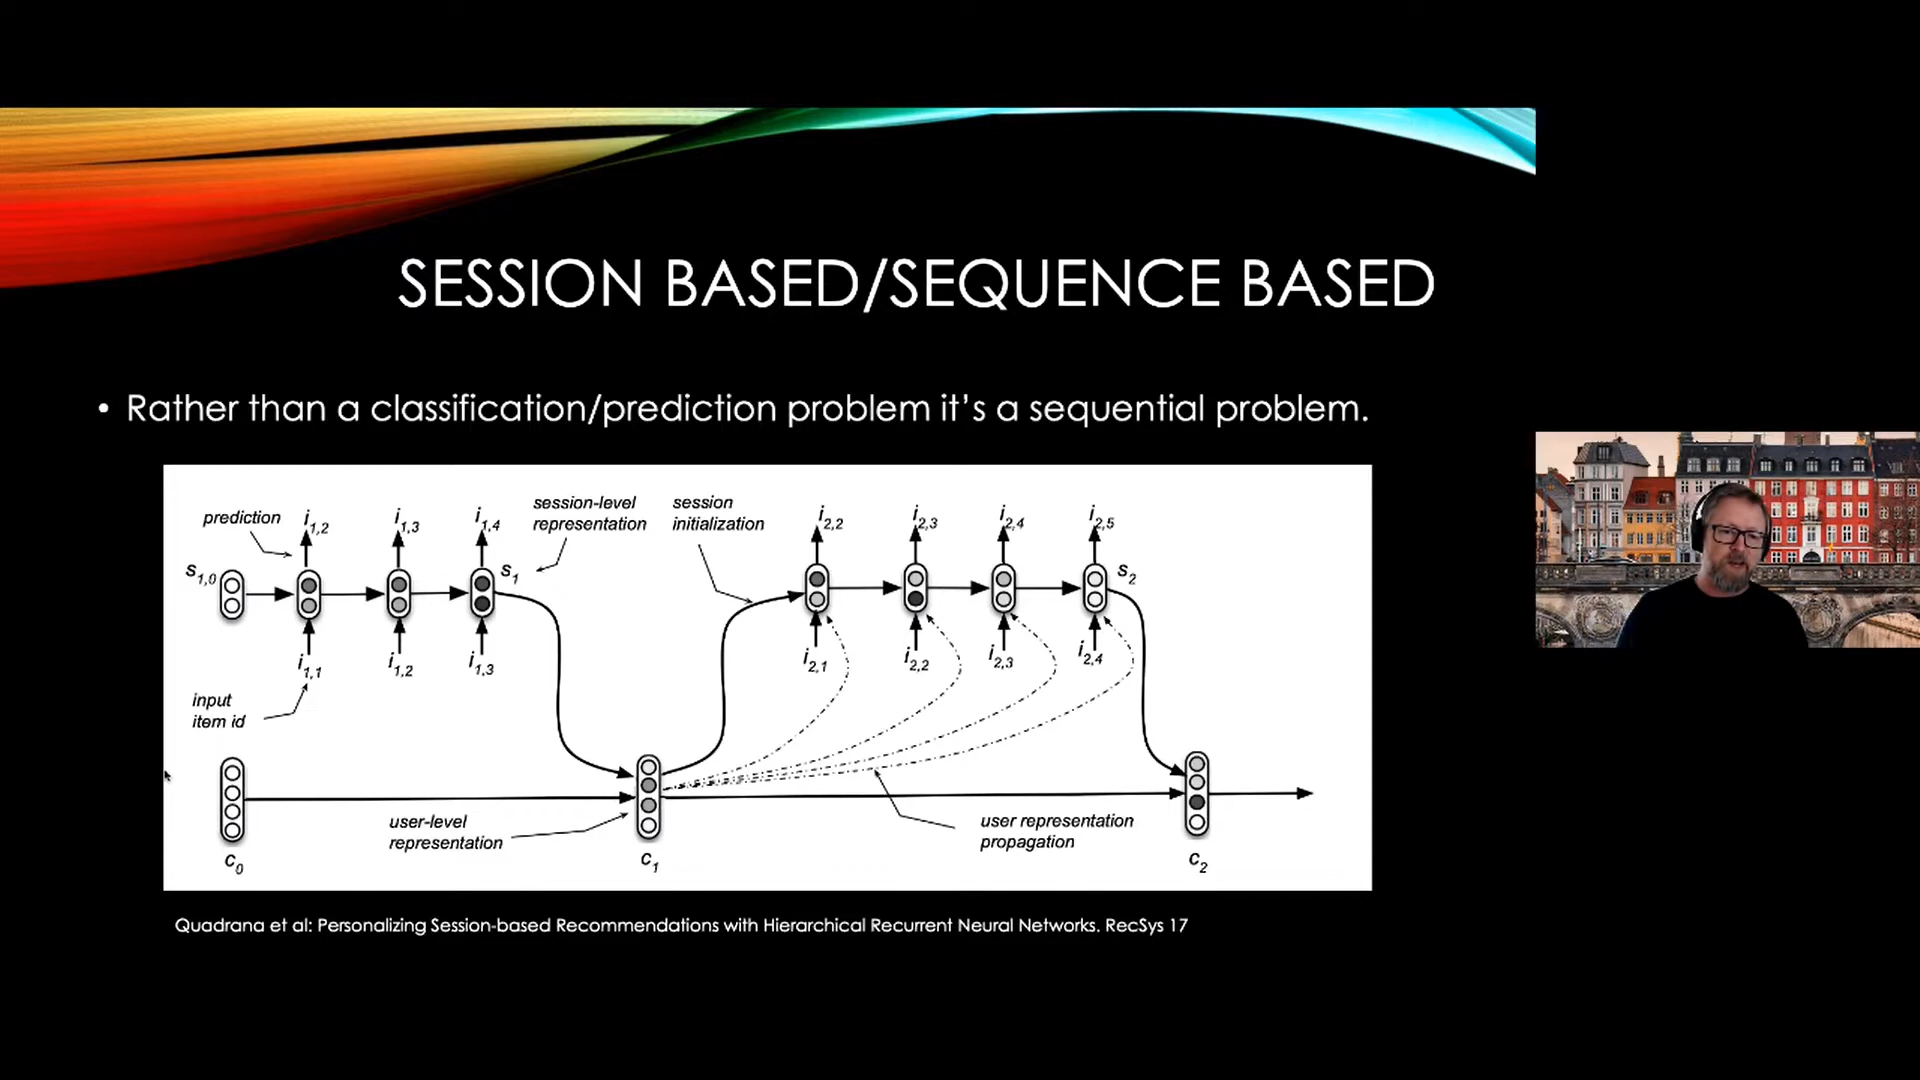 SESSION BASED/SEQUENCE BASED
• Rather than a classification/prediction problem it's a sequential problem.
prediction
i1,2
i1,3
i1,4
session-level
representation
session
initialization
i2,2
i2,3
i2,4
i2,5
s1,0
s1
s2
i1,1
i1,2
i1,3
i2,1
i2,2
i2,3
i2,4
input
item id
user-level
representation
user representation
propagation
c0
c1
c2
Quadrana et al: Personalizing Session-based Recommendations with Hierarchical Recurrent Neural Networks. RecSys 17